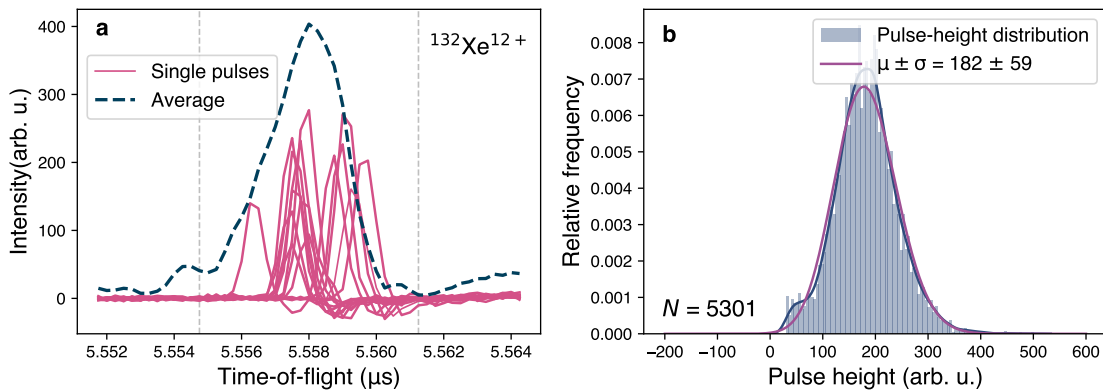 a
¹³²Xe¹²⁺
Single pulses
Average
Intensity(arb. u.)
400
300
200
100
0
5.552
5.554
5.556
5.558
5.560
5.562
5.564
Time-of-flight (µs)
b
Pulse-height distribution
µ ± σ = 182 ± 59
Relative frequency
0.008
0.007
0.006
0.005
0.004
0.003
0.002
0.001
0.000
N = 5301
−200
−100
0
100
200
300
400
500
600
Pulse height (arb. u.)